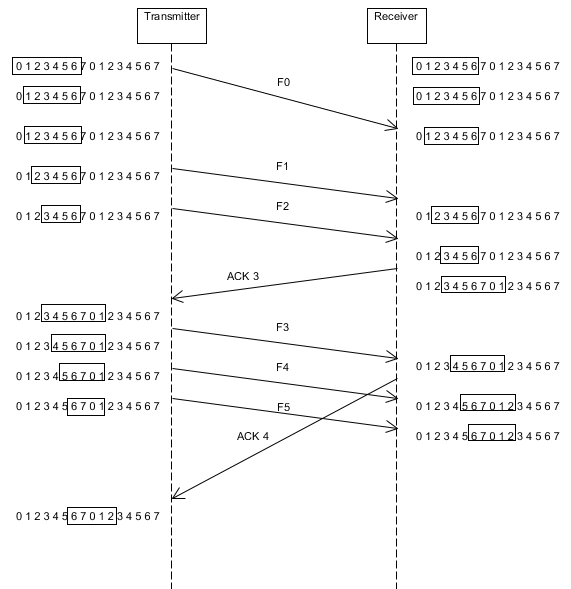 Transmitter Receiver
0 1 2 3 4 5 6 7 0 1 2 3 4 5 6 7 0 1 2 3 4 5 6 7 0 1 2 3 4 5 6 7
F0
0 1 2 3 4 5 6 7 0 1 2 3 4 5 6 7 0 1 2 3 4 5 6 7 0 1 2 3 4 5 6 7
0 1 2 3 4 5 6 7 0 1 2 3 4 5 6 7 0 1 2 3 4 5 6 7 0 1 2 3 4 5 6 7
F1
0 1 2 3 4 5 6 7 0 1 2 3 4 5 6 7
F2
0 1 2 3 4 5 6 7 0 1 2 3 4 5 6 7 0 1 2 3 4 5 6 7 0 1 2 3 4 5 6 7
0 1 2 3 4 5 6 7 0 1 2 3 4 5 6 7
ACK 3
0 1 2 3 4 5 6 7 0 1 2 3 4 5 6 7
0 1 2 3 4 5 6 7 0 1 2 3 4 5 6 7
F3
0 1 2 3 4 5 6 7 0 1 2 3 4 5 6 7
F4
0 1 2 3 4 5 6 7 0 1 2 3 4 5 6 7
0 1 2 3 4 5 6 7 0 1 2 3 4 5 6 7
F5
0 1 2 3 4 5 6 7 0 1 2 3 4 5 6 7 0 1 2 3 4 5 6 7 0 1 2 3 4 5 6 7
ACK 4
0 1 2 3 4 5 6 7 0 1 2 3 4 5 6 7
0 1 2 3 4 5 6 7 0 1 2 3 4 5 6 7